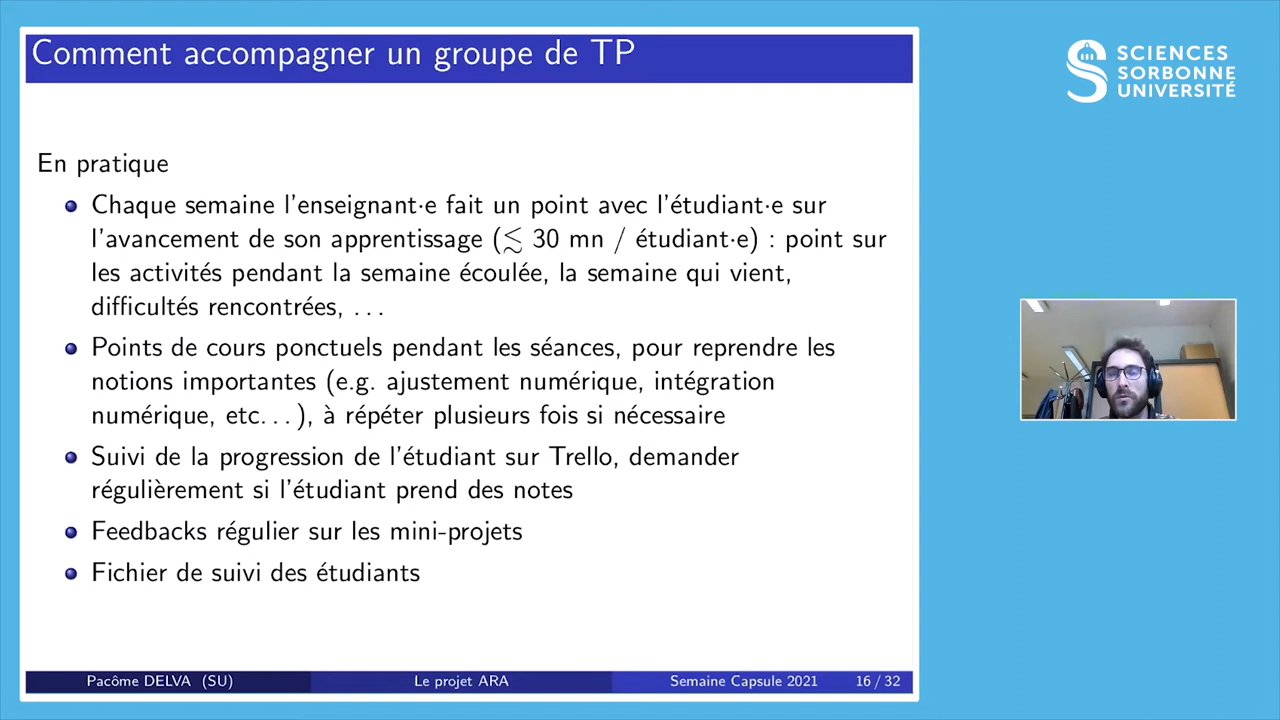 Comment accompagner un groupe de TP
SCIENCES
SORBONNE
UNIVERSITÉ
En pratique
Chaque semaine l'enseignant·e fait un point avec l'étudiant·e sur
l'avancement de son apprentissage (≲ 30 mn / étudiant·e) : point sur
les activités pendant la semaine écoulée, la semaine qui vient,
difficultés rencontrées, ...
Points de cours ponctuels pendant les séances, pour reprendre les
notions importantes (e.g. ajustement numérique, intégration
numérique, etc...), à répéter plusieurs fois si nécessaire
Suivi de la progression de l'étudiant sur Trello, demander
régulièrement si l'étudiant prend des notes
Feedbacks régulier sur les mini-projets
Fichier de suivi des étudiants
Pacôme DELVA (SU) Le projet ARA Semaine Capsule 2021 16 / 32